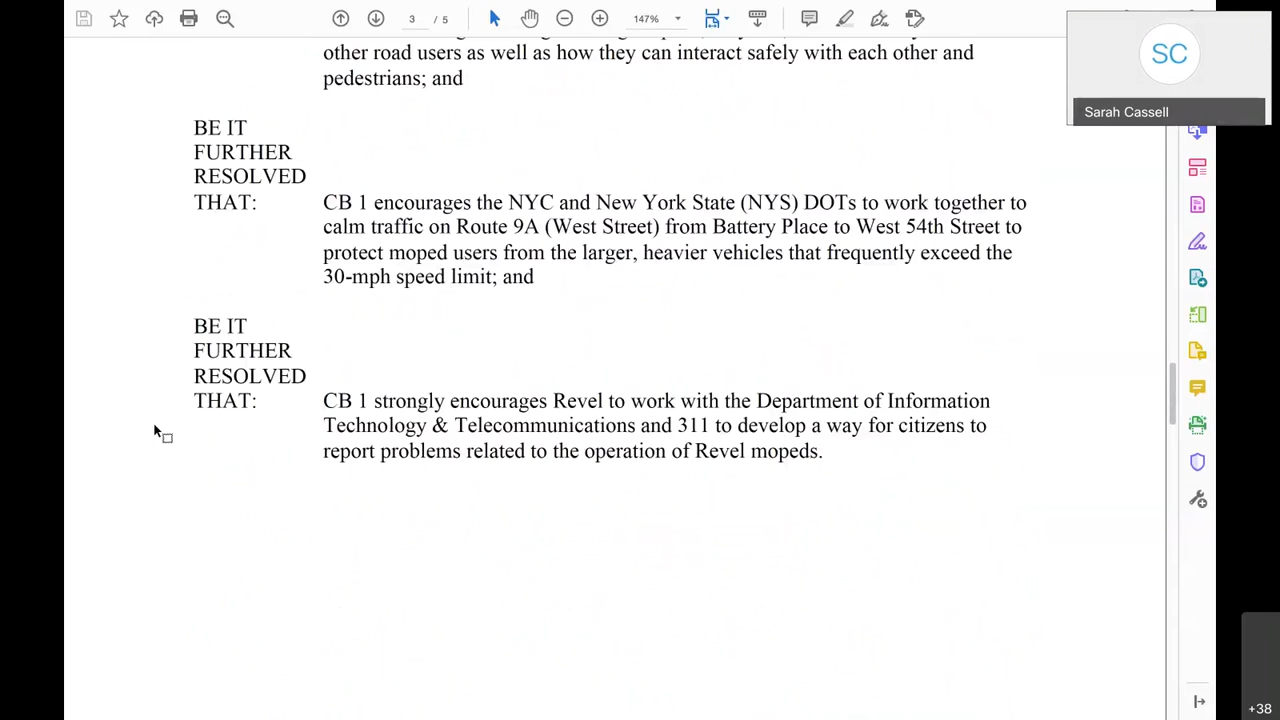 3 / 5
147%
SC
Sarah Cassell
other road users as well as how they can interact safely with each other and
pedestrians; and
BE IT
FURTHER
RESOLVED
THAT: CB 1 encourages the NYC and New York State (NYS) DOTs to work together to
calm traffic on Route 9A (West Street) from Battery Place to West 54th Street to
protect moped users from the larger, heavier vehicles that frequently exceed the
30-mph speed limit; and
BE IT
FURTHER
RESOLVED
THAT: CB 1 strongly encourages Revel to work with the Department of Information
Technology & Telecommunications and 311 to develop a way for citizens to
report problems related to the operation of Revel mopeds.
+38